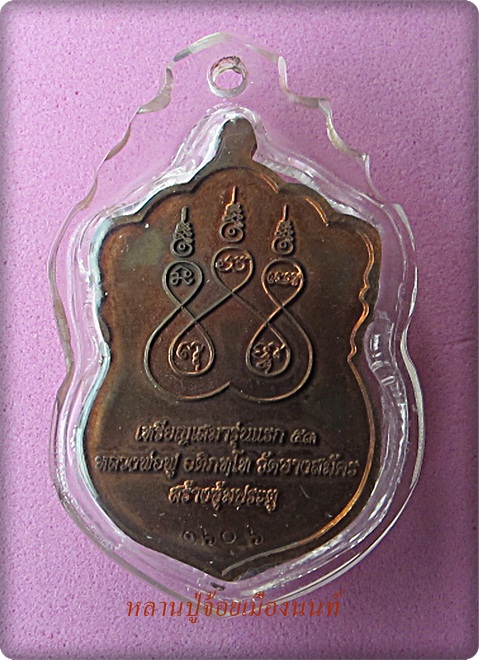 เหรียญเสมารุ่นแรก ๕๓
หลวงพ่อฟู อติภทฺโท วัดบางสมัคร
สร้างซุ้มประตู
๑๖๐๖
หลานปู่จ้อยเมืองนนท์